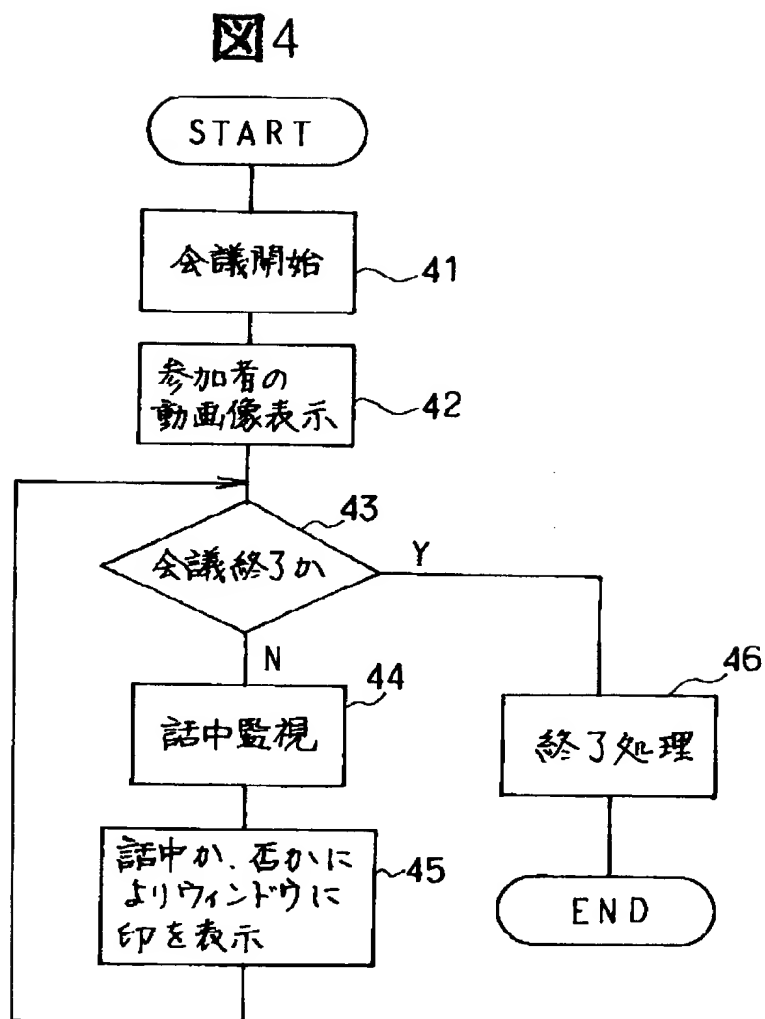 図4
START
会議開始
41
参加者の
動画像表示
42
43
会議終了か
Y
N
44
話中監視
46
終了処理
話中か、否かに
よりウィンドウに
印を表示
45
END